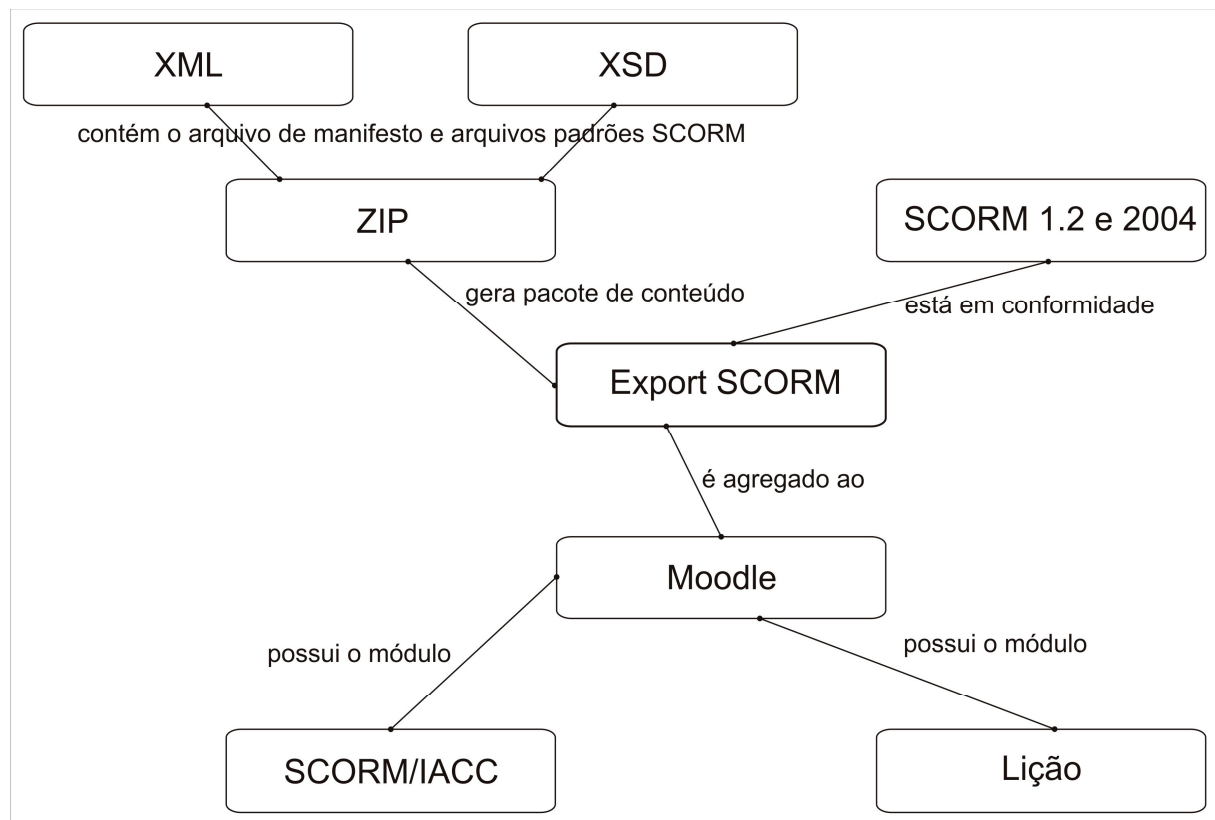 XML
XSD
contém o arquivo de manifesto e arquivos padrões SCORM
ZIP
SCORM 1.2 e 2004
gera pacote de conteúdo
está em conformidade
Export SCORM
é agregado ao
Moodle
possui o módulo
possui o módulo
SCORM/IACC
Lição